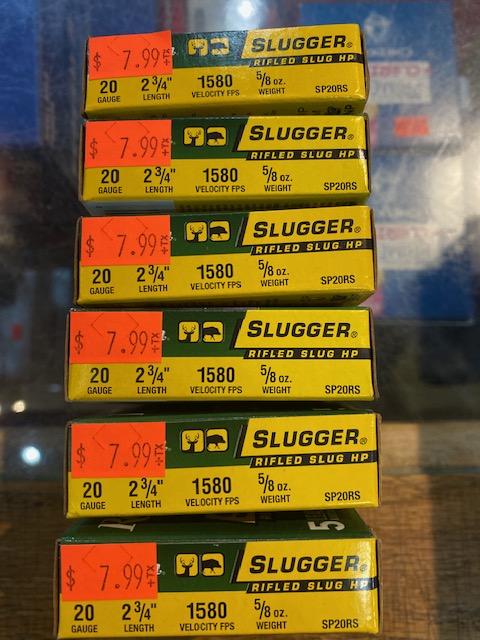 $ 7.99+TX
SLUGGER®
RIFLED SLUG HP
20 2 3/4" 1580 5/8 oz.
GAUGE LENGTH VELOCITY FPS WEIGHT SP20RS
$ 7.99+TX
SLUGGER®
RIFLED SLUG HP
20 2 3/4" 1580 5/8 oz.
GAUGE LENGTH VELOCITY FPS WEIGHT SP20RS
$ 7.99+TX
SLUGGER®
RIFLED SLUG HP
20 2 3/4" 1580 5/8 oz.
GAUGE LENGTH VELOCITY FPS WEIGHT SP20RS
$ 7.99+TX
SLUGGER®
RIFLED SLUG HP
20 2 3/4" 1580 5/8 oz.
GAUGE LENGTH VELOCITY FPS WEIGHT SP20RS
$ 7.99+TX
SLUGGER®
RIFLED SLUG HP
20 2 3/4" 1580 5/8 oz.
GAUGE LENGTH VELOCITY FPS WEIGHT SP20RS
5
$ 7.99+TX
SLUGGER®
RIFLED SLUG HP
20 2 3/4" 1580 5/8 oz.
GAUGE LENGTH VELOCITY FPS WEIGHT SP20RS